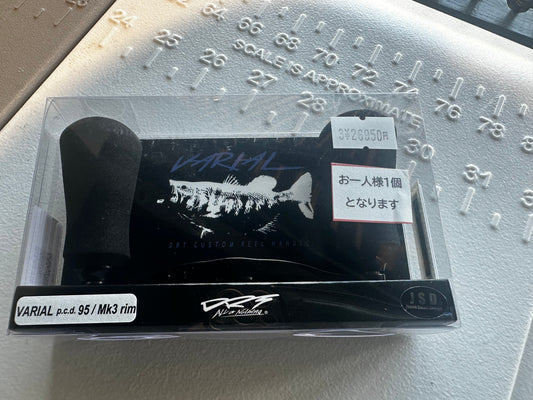 24
25
26
27
28
30
31
64
66
68
70
72
74
76
78
80
SCALE IS APPROXIMATE
3¥26950円
VARIAL
お一人様1個
となります
DRT CUSTOM REEL HANDLE
VARIAL p.c.d. 95 / Mk3 rim
DRT
JSD